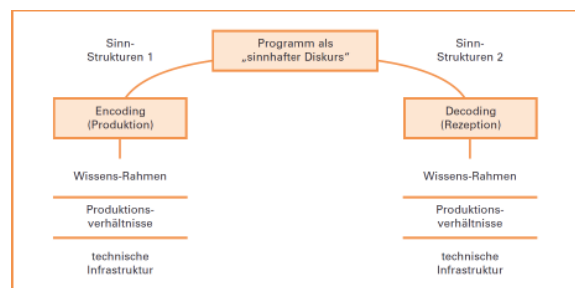 Sinn-
Strukturen 1
Programm als
„sinnhafter Diskurs“
Sinn-
Strukturen 2
Encoding
(Produktion)
Decoding
(Rezeption)
Wissens-Rahmen
Wissens-Rahmen
Produktions-
verhältnisse
Produktions-
verhältnisse
technische
Infrastruktur
technische
Infrastruktur